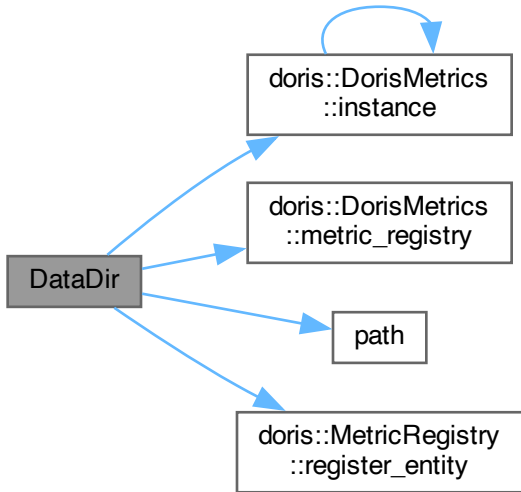 doris::DorisMetrics
::instance
doris::DorisMetrics
::metric_registry
DataDir
path
doris::MetricRegistry
::register_entity